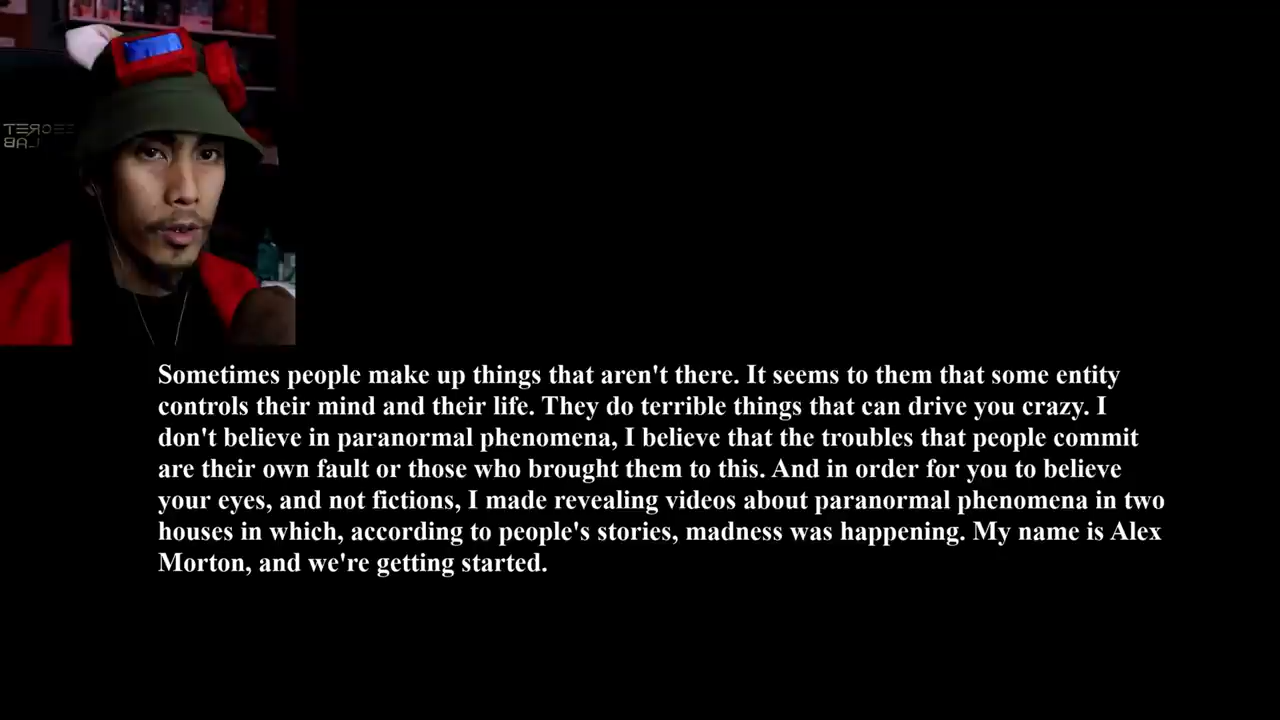 SECRET
LAB
Sometimes people make up things that aren't there. It seems to them that some entity
controls their mind and their life. They do terrible things that can drive you crazy. I
don't believe in paranormal phenomena, I believe that the troubles that people commit
are their own fault or those who brought them to this. And in order for you to believe
your eyes, and not fictions, I made revealing videos about paranormal phenomena in two
houses in which, according to people's stories, madness was happening. My name is Alex
Morton, and we're getting started.